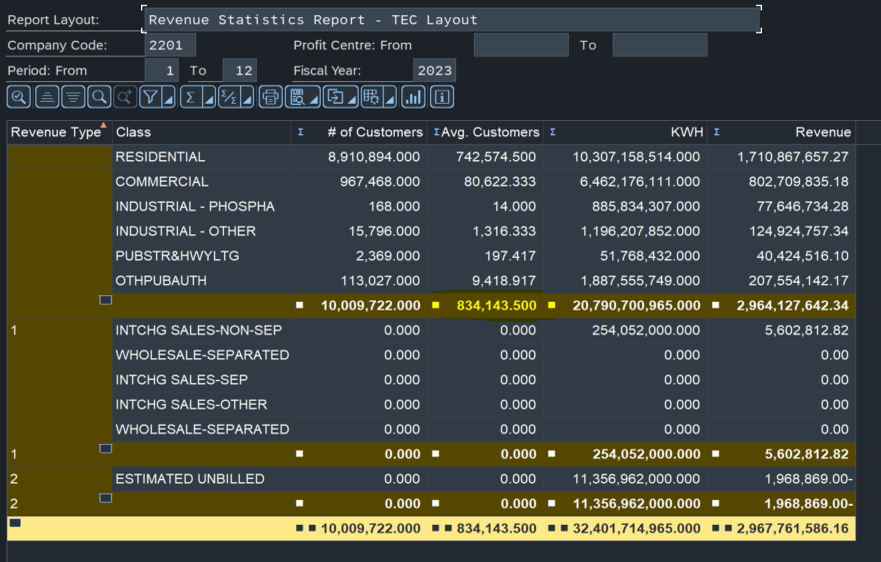 Report Layout: Revenue Statistics Report - TEC Layout
Company Code: 2201 Profit Centre: From To
Period: From 1 To 12 Fiscal Year: 2023
Revenue Type Class Σ # of Customers Σ Avg. Customers Σ KWH Σ Revenue
RESIDENTIAL 8,910,894.000 742,574.500 10,307,158,514.000 1,710,867,657.27
COMMERCIAL 967,468.000 80,622.333 6,462,176,111.000 802,709,835.18
INDUSTRIAL - PHOSPHA 168.000 14.000 885,834,307.000 77,646,734.28
INDUSTRIAL - OTHER 15,796.000 1,316.333 1,196,207,852.000 124,924,757.34
PUBSTR&HWYLTG 2,369.000 197.417 51,768,432.000 40,424,516.10
OTHPUBAUTH 113,027.000 9,418.917 1,887,555,749.000 207,554,142.17
10,009,722.000 834,143.500 20,790,700,965.000 2,964,127,642.34
1 INTCHG SALES-NON-SEP 0.000 0.000 254,052,000.000 5,602,812.82
WHOLESALE-SEPARATED 0.000 0.000 0.000 0.00
INTCHG SALES-SEP 0.000 0.000 0.000 0.00
INTCHG SALES-OTHER 0.000 0.000 0.000 0.00
WHOLESALE-SEPARATED 0.000 0.000 0.000 0.00
1 0.000 0.000 254,052,000.000 5,602,812.82
2 ESTIMATED UNBILLED 0.000 0.000 11,356,962,000.000 1,968,869.00-
2 0.000 0.000 11,356,962,000.000 1,968,869.00-
10,009,722.000 834,143.500 32,401,714,965.000 2,967,761,586.16